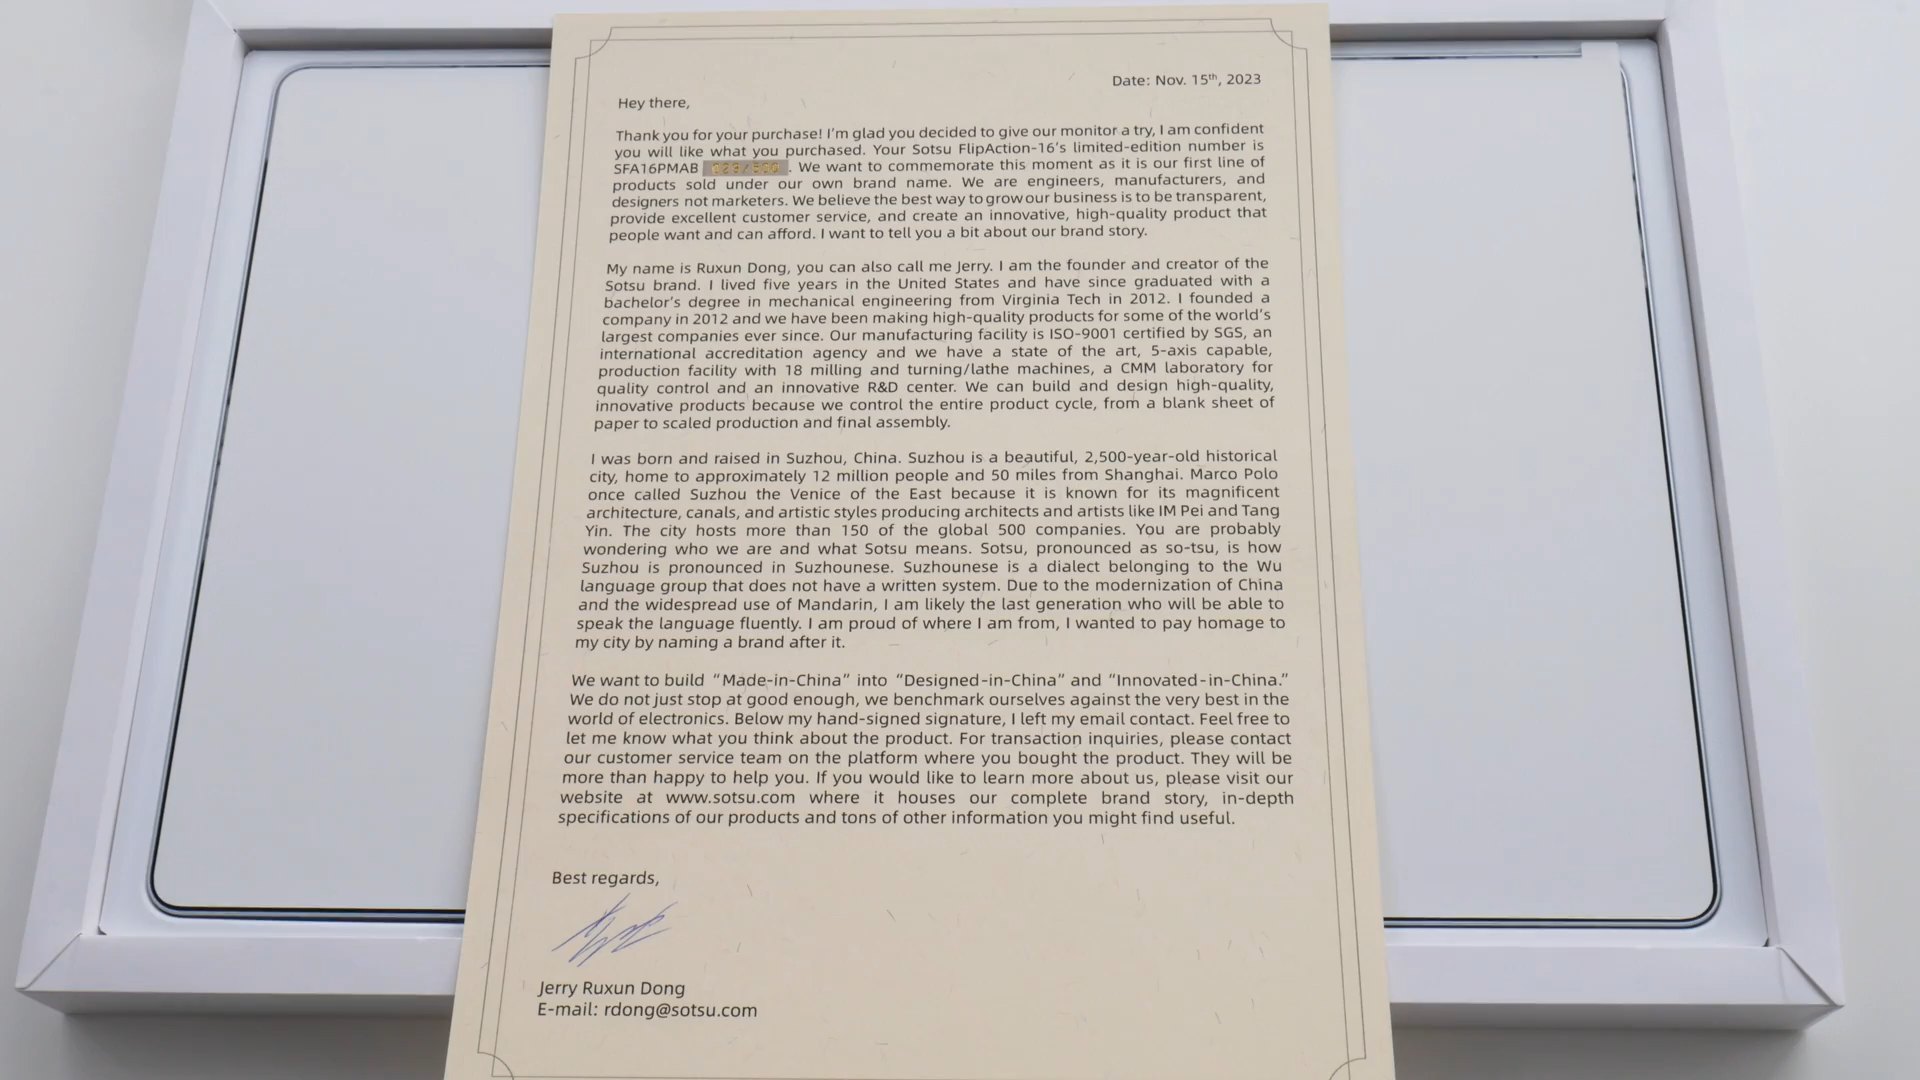 Date: Nov. 15th, 2023
Hey there,
Thank you for your purchase! I'm glad you decided to give our monitor a try, I am confident
you will like what you purchased. Your Sotsu FlipAction-16's limited-edition number is
SFA16PMAB . We want to commemorate this moment as it is our first line of
products sold under our own brand name. We are engineers, manufacturers, and
designers not marketers. We believe the best way to grow our business is to be transparent,
provide excellent customer service, and create an innovative, high-quality product that
people want and can afford. I want to tell you a bit about our brand story.
My name is Ruxun Dong, you can also call me Jerry. I am the founder and creator of the
Sotsu brand. I lived five years in the United States and have since graduated with a
bachelor's degree in mechanical engineering from Virginia Tech in 2012. I founded a
company in 2012 and we have been making high-quality products for some of the world's
largest companies ever since. Our manufacturing facility is ISO-9001 certified by SGS, an
international accreditation agency and we have a state of the art, 5-axis capable,
production facility with 18 milling and turning/lathe machines, a CMM laboratory for
quality control and an innovative R&D center. We can build and design high-quality,
innovative products because we control the entire product cycle, from a blank sheet of
paper to scaled production and final assembly.
I was born and raised in Suzhou, China. Suzhou is a beautiful, 2,500-year-old historical
city, home to approximately 12 million people and 50 miles from Shanghai. Marco Polo
once called Suzhou the Venice of the East because it is known for its magnificent
architecture, canals, and artistic styles producing architects and artists like IM Pei and Tang
Yin. The city hosts more than 150 of the global 500 companies. You are probably
wondering who we are and what Sotsu means. Sotsu, pronounced as so-tsu, is how
Suzhou is pronounced in Suzhounese. Suzhounese is a dialect belonging to the Wu
language group that does not have a written system. Due to the modernization of China
and the widespread use of Mandarin, I am likely the last generation who will be able to
speak the language fluently. I am proud of where I am from, I wanted to pay homage to
my city by naming a brand after it.
We want to build “Made-in-China” into “Designed-in-China” and “Innovated-in-China.”
We do not just stop at good enough, we benchmark ourselves against the very best in the
world of electronics. Below my hand-signed signature, I left my email contact. Feel free to
let me know what you think about the product. For transaction inquiries, please contact
our customer service team on the platform where you bought the product. They will be
more than happy to help you. If you would like to learn more about us, please visit our
website at www.sotsu.com where it houses our complete brand story, in-depth
specifications of our products and tons of other information you might find useful.
Best regards,
Jerry Ruxun Dong
E-mail: rdong@sotsu.com